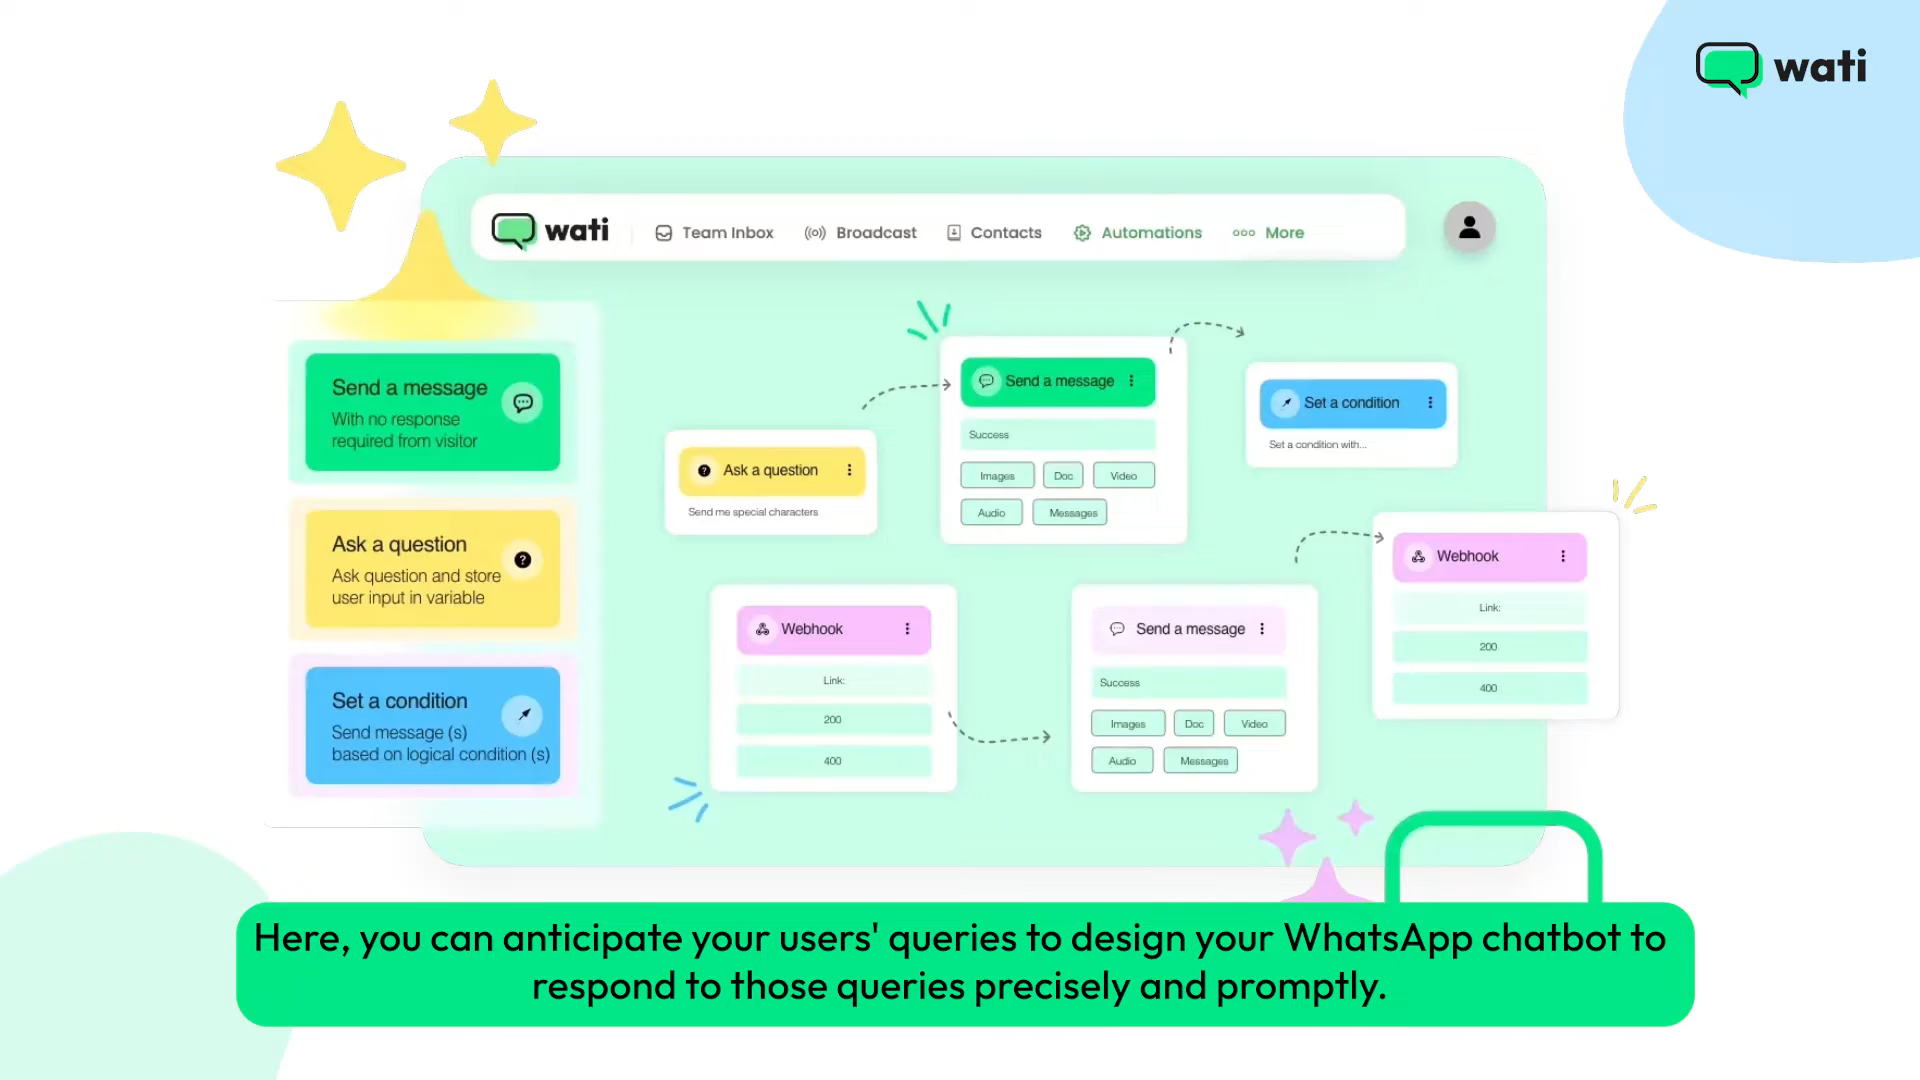 wati
wati
Team Inbox
Broadcast
Contacts
Automations
More
Send a message
With no response
required from visitor
Ask a question
Ask question and store
user input in variable
Set a condition
Send message (s)
based on logical condition (s)
Ask a question
Send me special characters
Send a message
Success
Images Doc Video
Audio Messages
Set a condition
Set a condition with...
Webhook
Link:
200
400
Send a message
Success
Images Doc Video
Audio Messages
Webhook
Link:
200
400
Here, you can anticipate your users' queries to design your WhatsApp chatbot to
respond to those queries precisely and promptly.